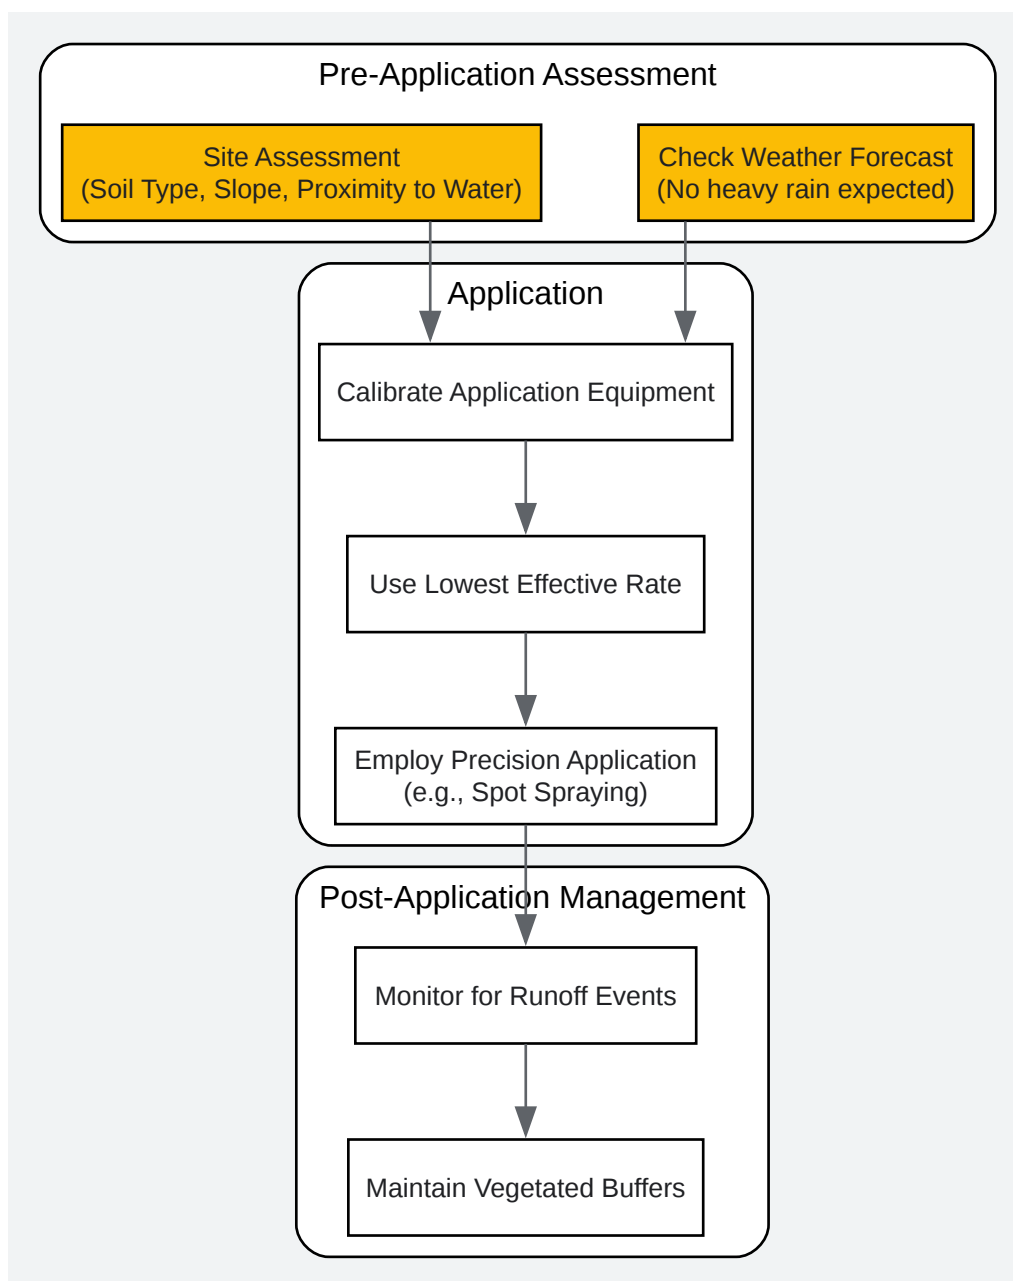 Pre-Application Assessment
Site Assessment
(Soil Type, Slope, Proximity to Water)
Check Weather Forecast
(No heavy rain expected)
Application
Calibrate Application Equipment
Use Lowest Effective Rate
Employ Precision Application
(e.g., Spot Spraying)
Post-Application Management
Monitor for Runoff Events
Maintain Vegetated Buffers